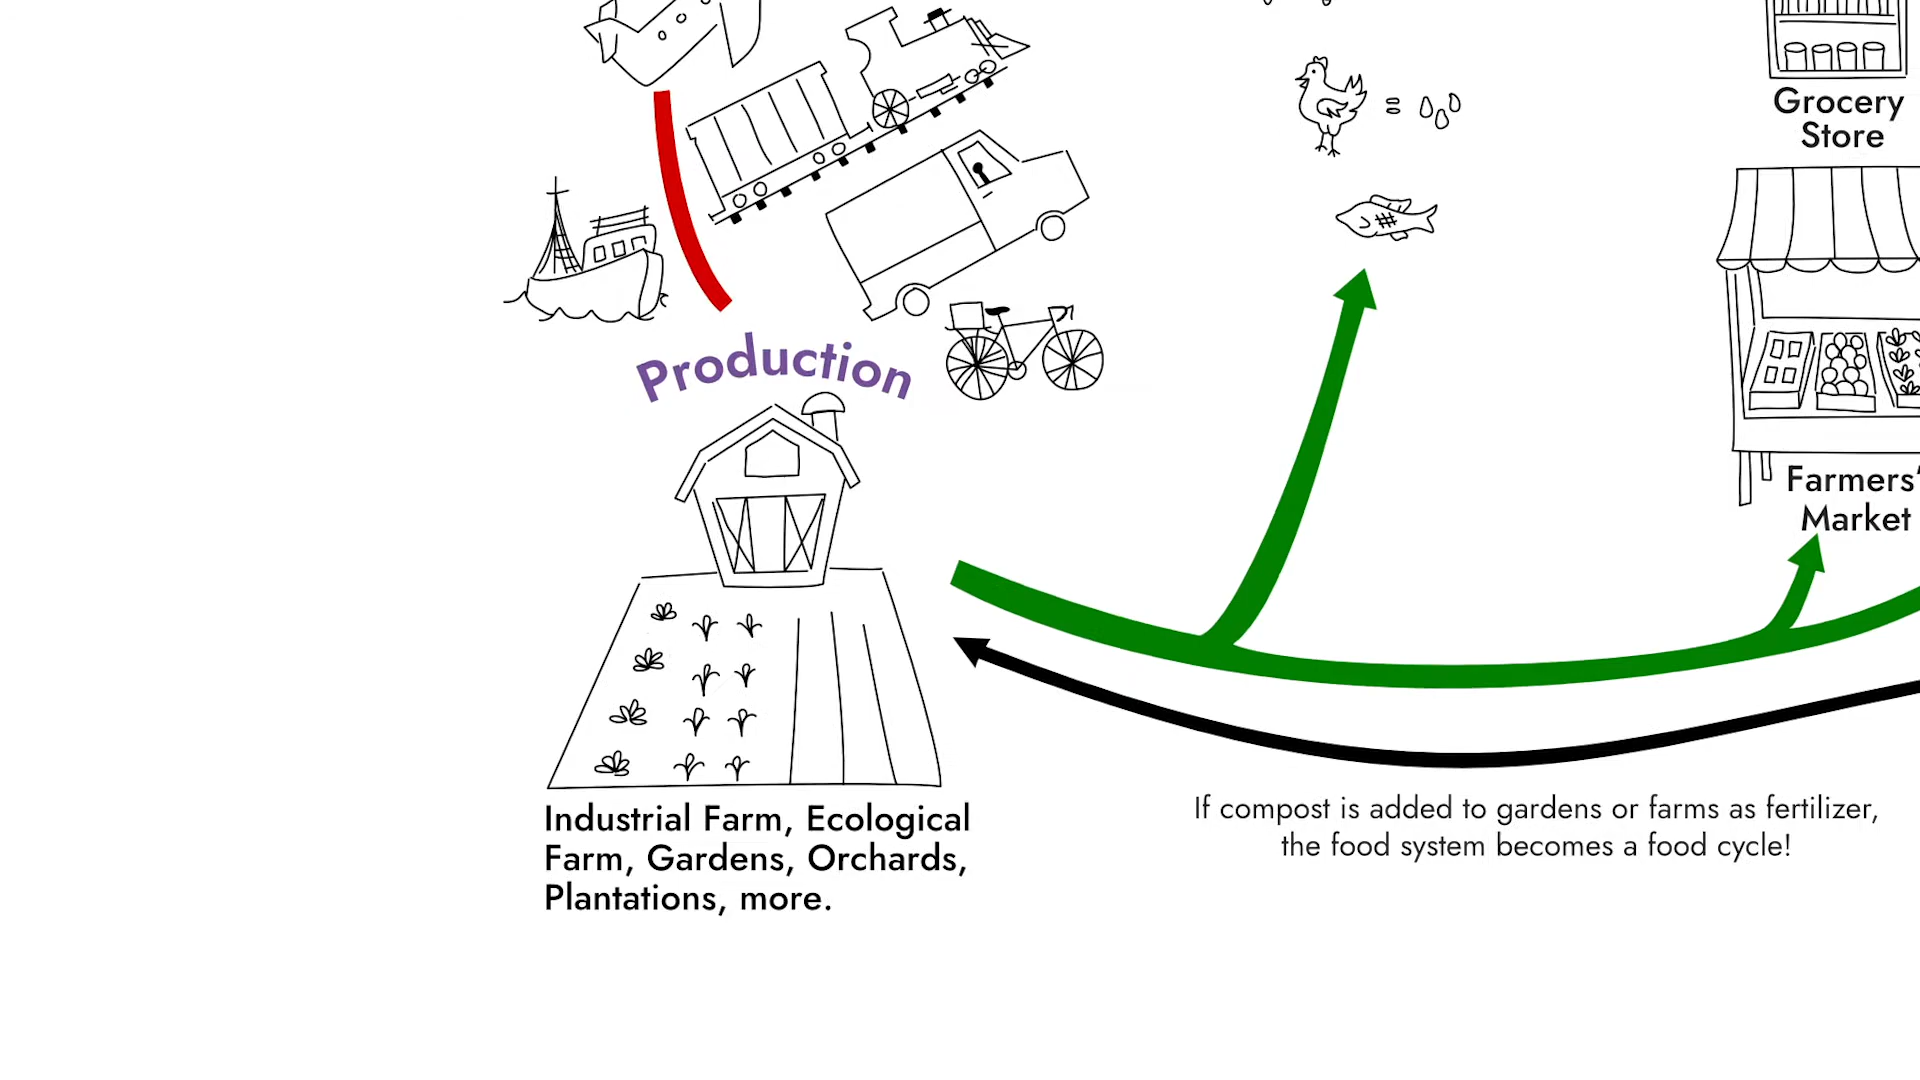 Grocery
Store
Production
Farmers'
Market
If compost is added to gardens or farms as fertilizer,
the food system becomes a food cycle!
Industrial Farm, Ecological
Farm, Gardens, Orchards,
Plantations, more.